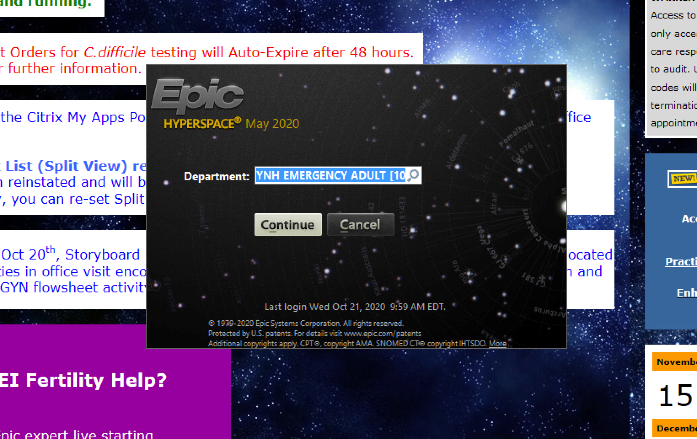 and running.
t Orders for C.difficile testing will Auto-Expire after 48 hours.
r further information.
the Citrix My Apps Po
ffice
List (Split View) re
n reinstated and will b
y, you can re-set Split
Oct 20th, Storyboard
located
ties in office visit enco
n and
GYN flowsheet activity
EI Fertility Help?
Epic expert live starting
Epic
HYPERSPACE® May 2020
Department: YNH EMERGENCY ADULT [10
Continue Cancel
Last login Wed Oct 21, 2020 9:59 AM EDT.
© 1979-2020 Epic Systems Corporation. All rights reserved.
Protected by U.S. patents. For details visit www.epic.com/patents
Additional copyrights apply. CPT®, copyright AMA. SNOMED CT® copyright IHTSDO. More
Access to
only acce
care resp
to audit. U
codes will
terminatio
appointme
NEW!
Acc
Practi
Enh
Novembe
15
Decembe